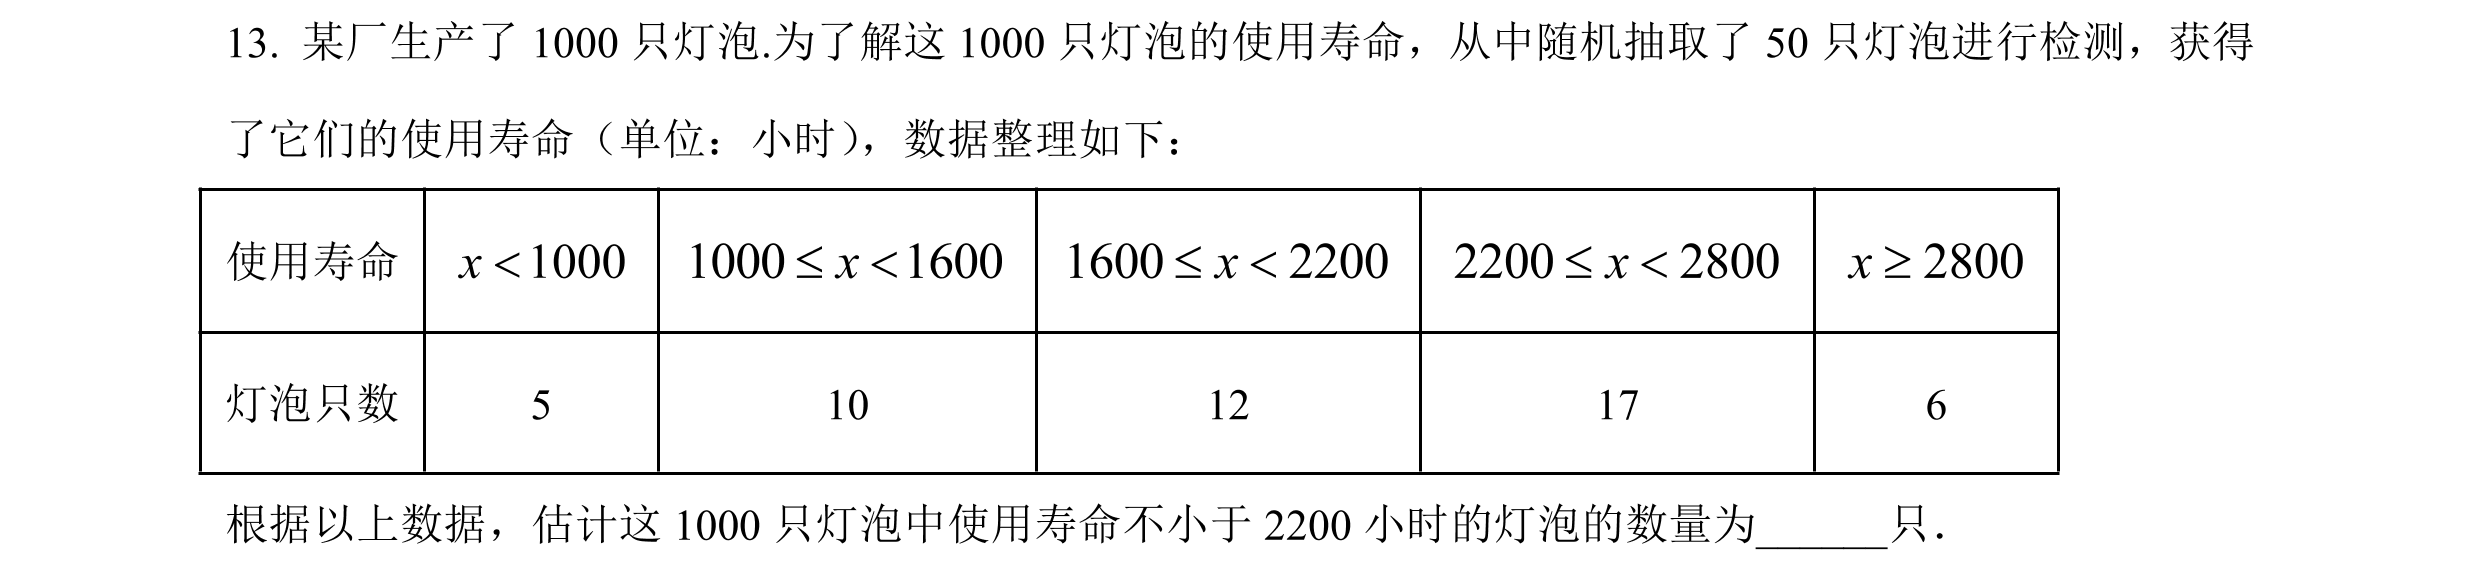 13. 某厂生产了 1000 只灯泡.为了解这 1000 只灯泡的使用寿命，从中随机抽取了 50 只灯泡进行检测，获得
了它们的使用寿命（单位：小时），数据整理如下：
使用寿命 x < 1000 1000 ≤ x < 1600 1600 ≤ x < 2200 2200 ≤ x < 2800 x ≥ 2800
灯泡只数 5 10 12 17 6
根据以上数据，估计这 1000 只灯泡中使用寿命不小于 2200 小时的灯泡的数量为______只．